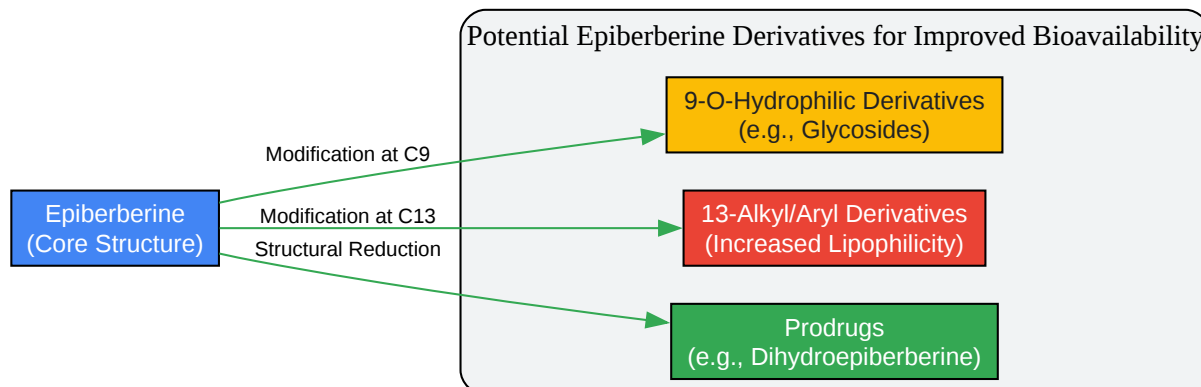 Potential Epiberberine Derivatives for Improved Bioavailability
9-O-Hydrophilic Derivatives
(e.g., Glycosides)
Modification at C9
Epiberberine
(Core Structure)
Modification at C13
13-Alkyl/Aryl Derivatives
(Increased Lipophilicity)
Structural Reduction
Prodrugs
(e.g., Dihydroepiberberine)